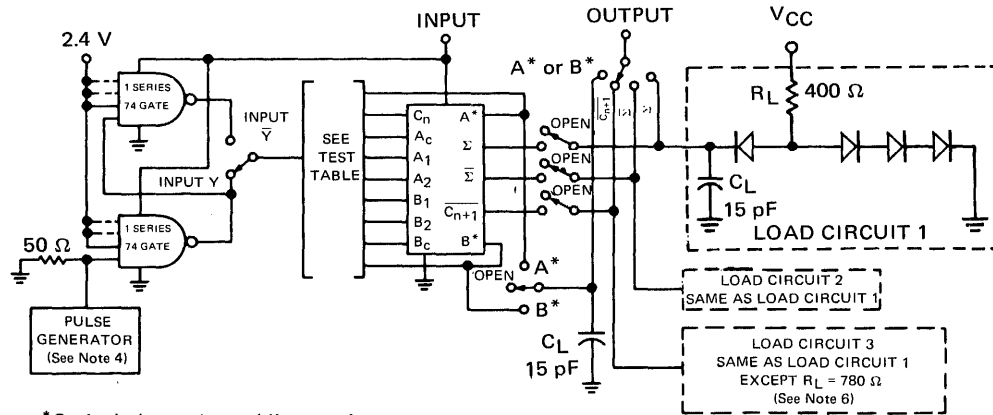 INPUT
OUTPUT
VCC
2.4 V
A* or B*
C̅n+1
Σ̅
Σ
RL
400 Ω
1 SERIES
74 GATE
INPUT
Y̅
SEE
TEST
TABLE
Cn
Ac
A1
A2
B1
B2
Bc
A*
Σ
Σ̅
C̅n+1
B*
OPEN
OPEN
OPEN
INPUT Y
CL
15 pF
LOAD CIRCUIT 1
1 SERIES
74 GATE
50 Ω
OPEN
A*
B*
LOAD CIRCUIT 2
SAME AS LOAD CIRCUIT 1
PULSE
GENERATOR
(See Note 4)
CL
15 pF
LOAD CIRCUIT 3
SAME AS LOAD CIRCUIT 1
EXCEPT RL = 780 Ω
(See Note 6)